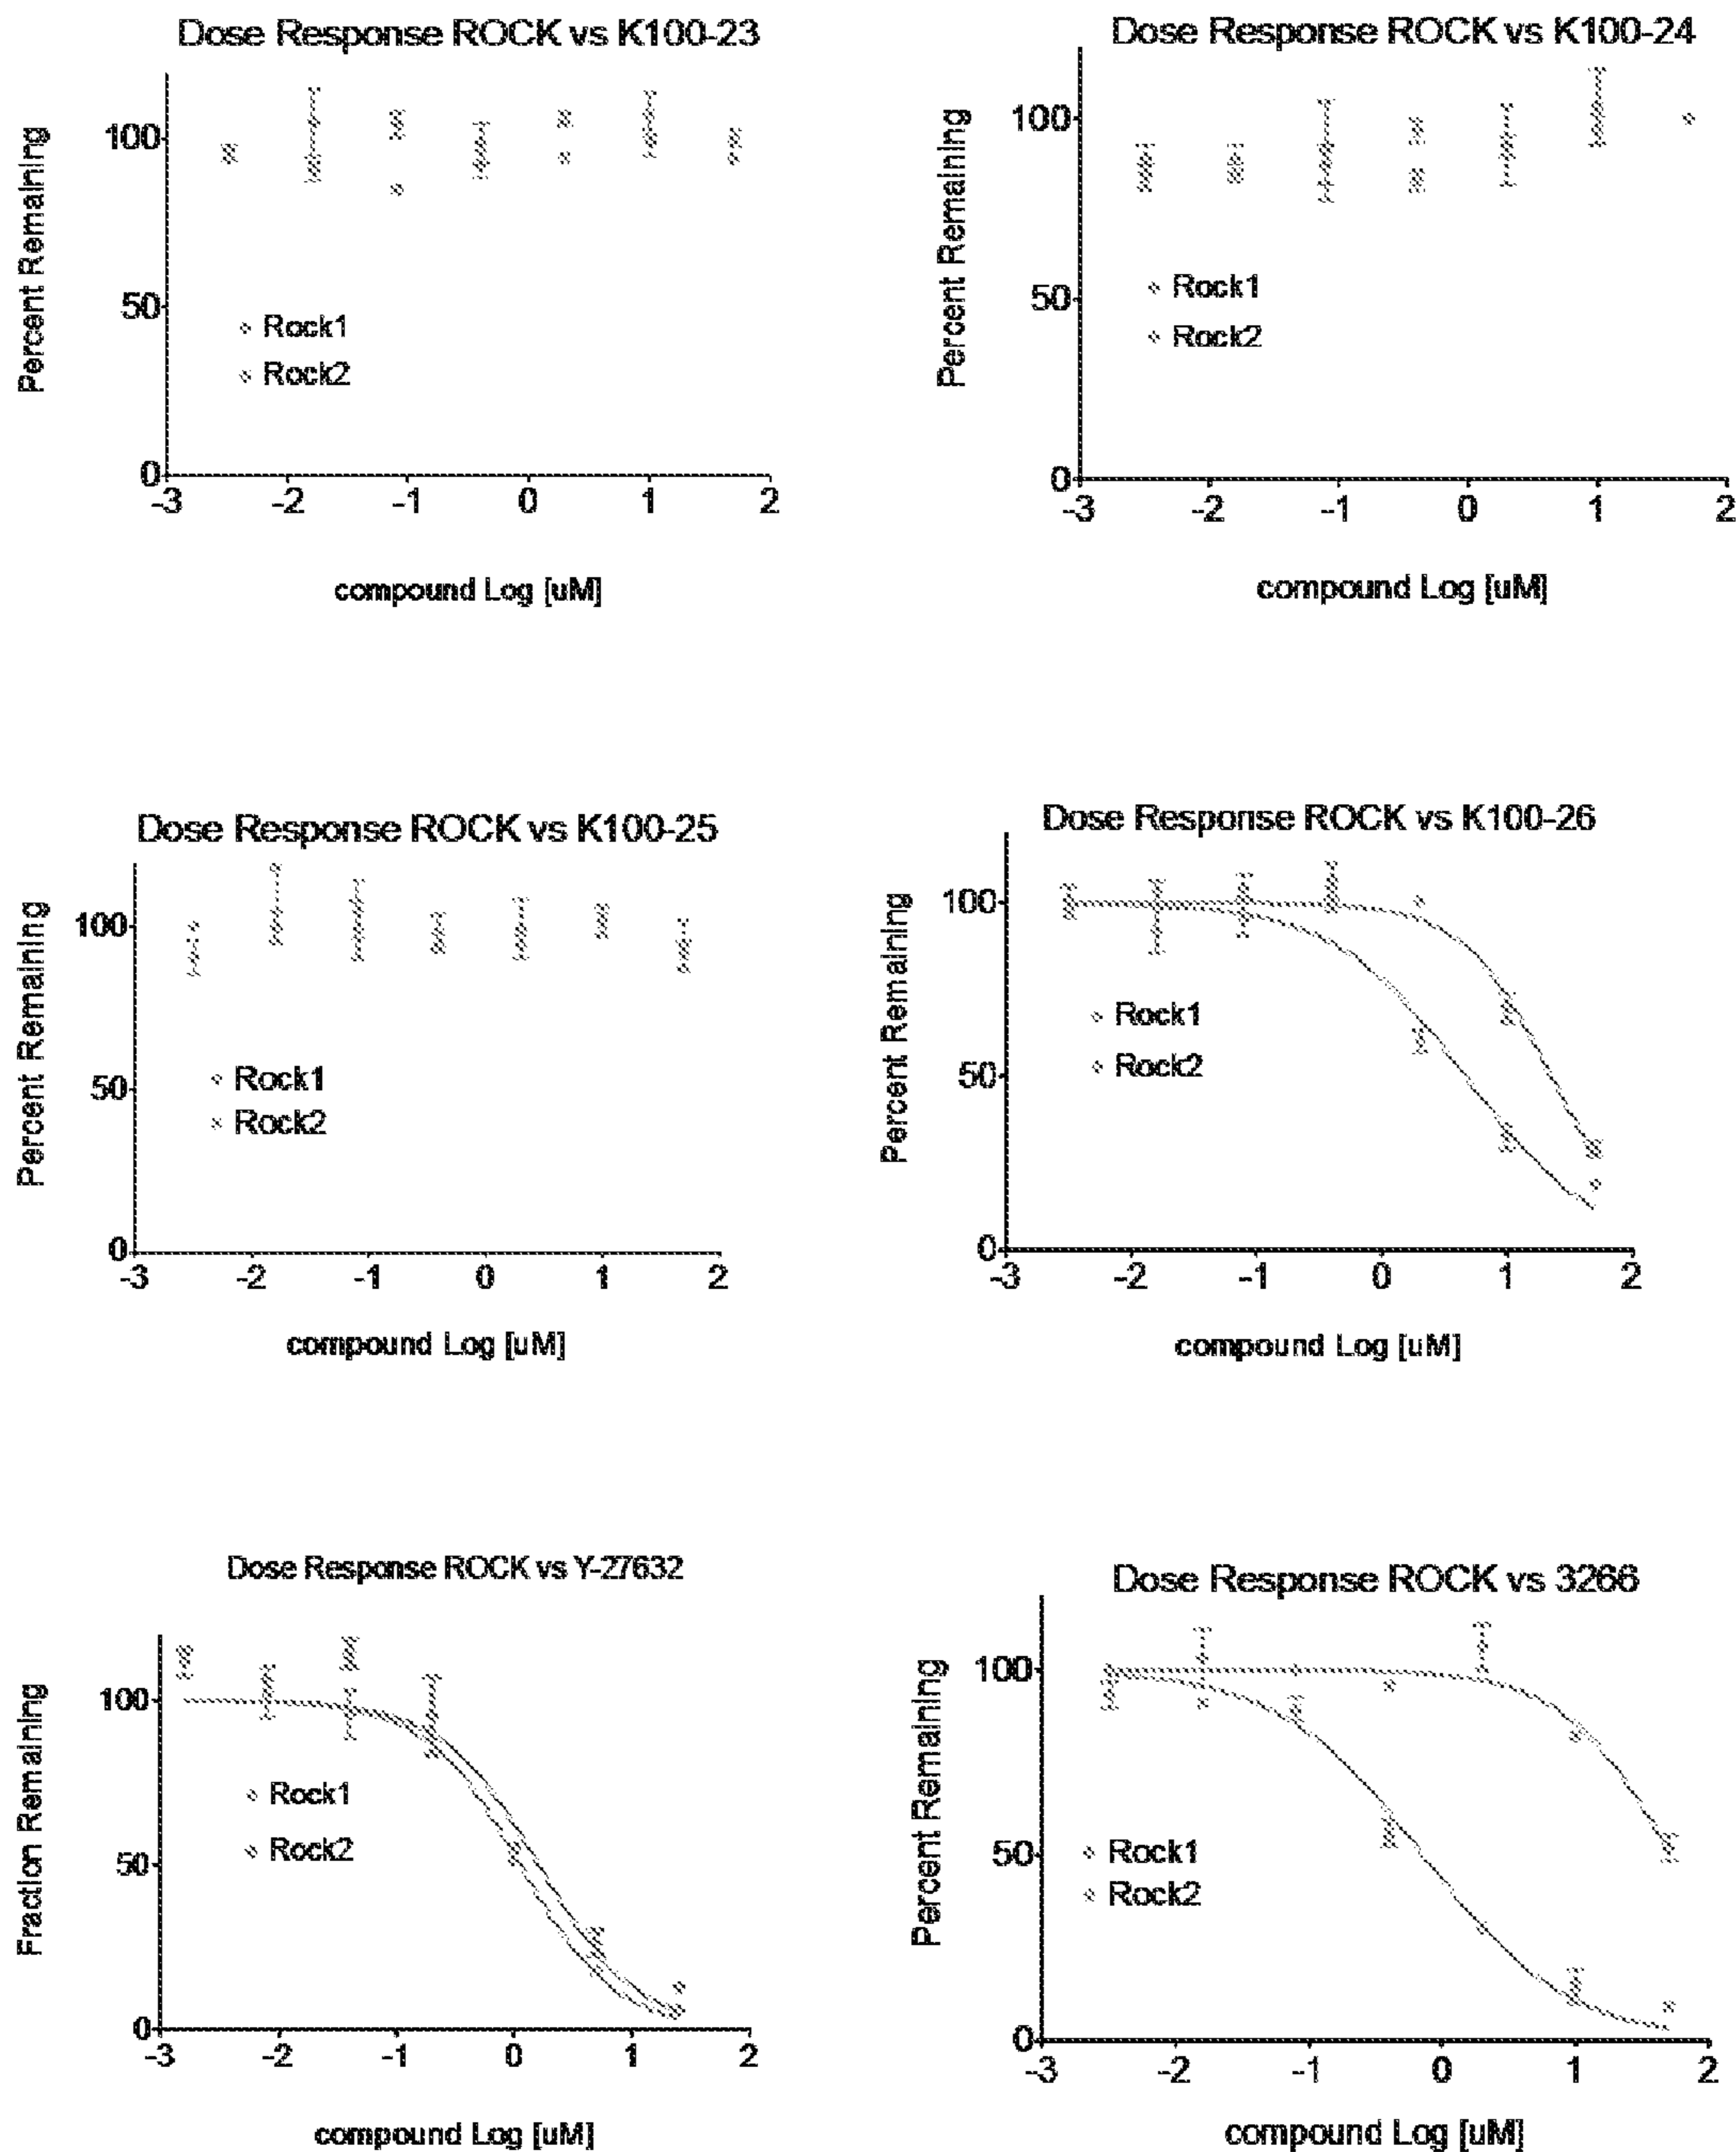 Dose Response ROCK vs K100-23
Percent Remaining
100
50
0
Rock1
Rock2
-3 -2 -1 0 1 2
compound Log [uM]
Dose Response ROCK vs K100-24
Percent Remaining
100
50
0
Rock1
Rock2
-3 -2 -1 0 1 2
compound Log [uM]
Dose Response ROCK vs K100-25
Percent Remaining
100
50
0
Rock1
Rock2
-3 -2 -1 0 1 2
compound Log [uM]
Dose Response ROCK vs K100-26
Percent Remaining
100
50
0
Rock1
Rock2
-3 -2 -1 0 1 2
compound Log [uM]
Dose Response ROCK vs Y-27632
Fraction Remaining
100
50
0
Rock1
Rock2
-3 -2 -1 0 1 2
compound Log [uM]
Dose Response ROCK vs 3266
Percent Remaining
100
50
0
Rock1
Rock2
-3 -2 -1 0 1 2
compound Log [uM]